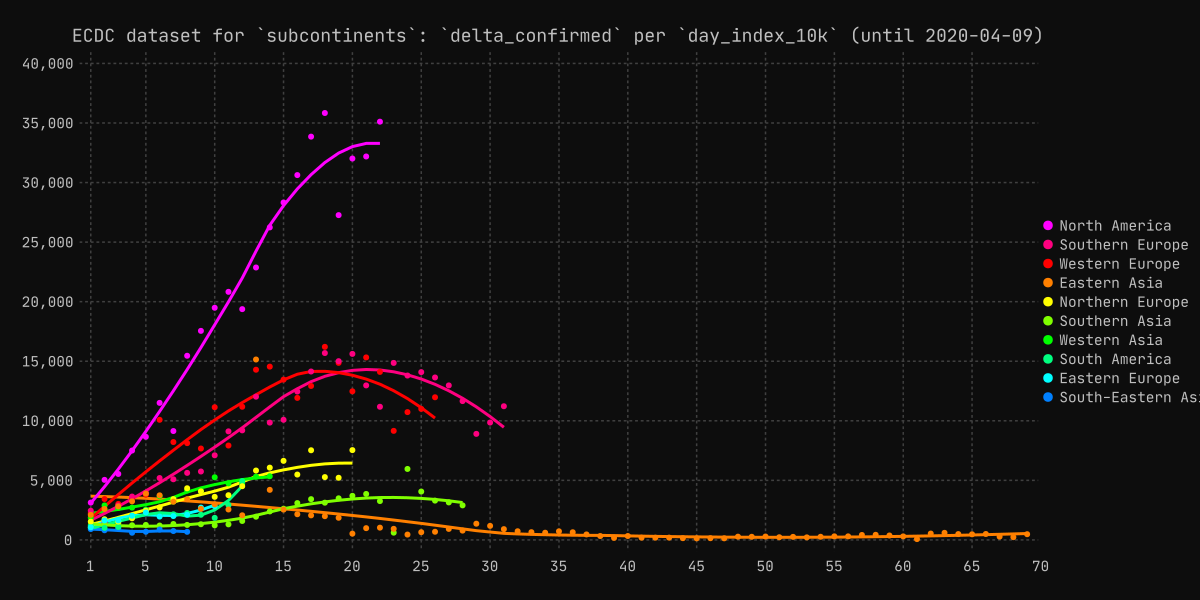 ECDC dataset for `subcontinents`: `delta_confirmed` per `day_index_10k` (until 2020-04-09)
40,000
35,000
30,000
25,000
20,000
15,000
10,000
5,000
0
1 5 10 15 20 25 30 35 40 45 50 55 60 65 70
North America
Southern Europe
Western Europe
Eastern Asia
Northern Europe
Southern Asia
Western Asia
South America
Eastern Europe
South-Eastern As